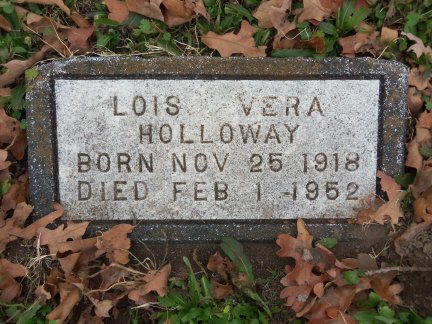 LOIS VERA
HOLLOWAY
BORN NOV 25 1918
DIED FEB 1 - 1952